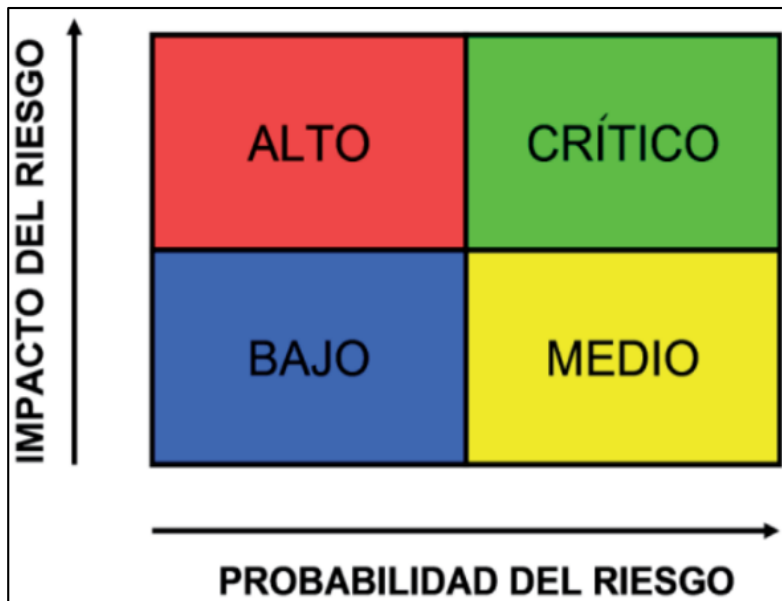 IMPACTO DEL RIESGO
ALTO
CRÍTICO
BAJO
MEDIO
PROBABILIDAD DEL RIESGO